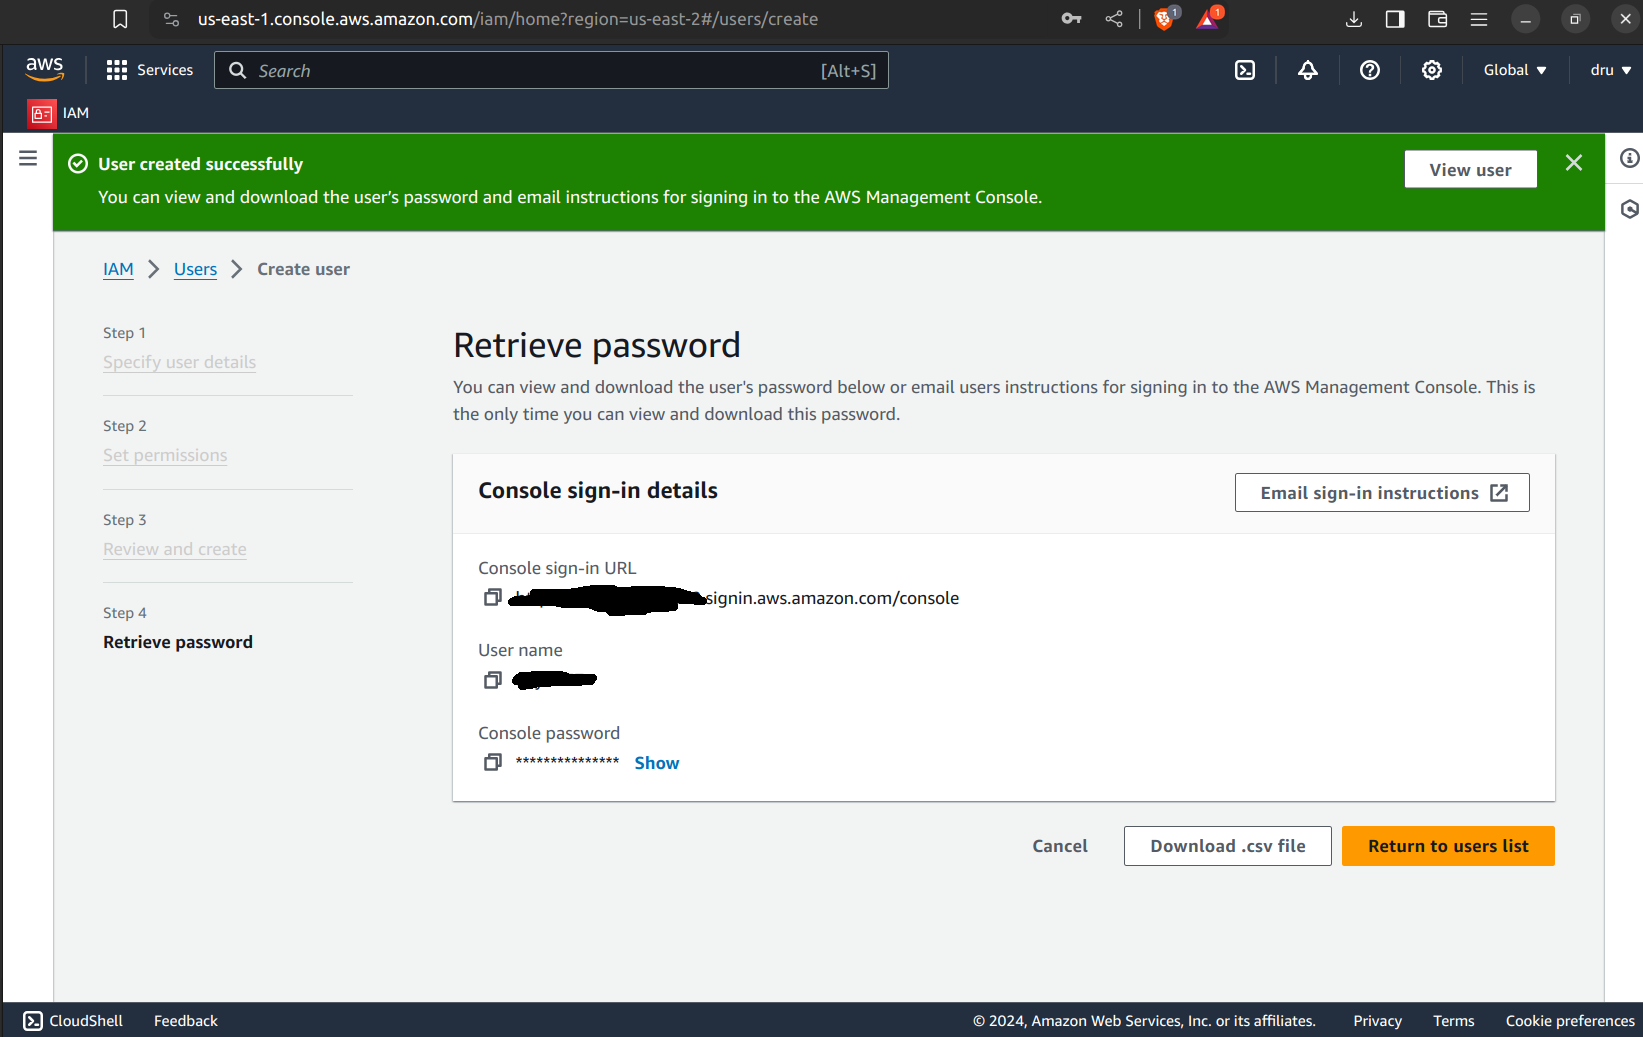 us-east-1.console.aws.amazon.com/iam/home?region=us-east-2#/users/create
1
1
aws
Services
Search
[Alt+S]
Global
dru
IAM
User created successfully
You can view and download the user's password and email instructions for signing in to the AWS Management Console.
View user
IAM
Users
Create user
Step 1
Specify user details
Step 2
Set permissions
Step 3
Review and create
Step 4
Retrieve password
Retrieve password
You can view and download the user's password below or email users instructions for signing in to the AWS Management Console. This is
the only time you can view and download this password.
Console sign-in details
Email sign-in instructions
Console sign-in URL
signin.aws.amazon.com/console
User name
Console password
***************
Show
Cancel
Download .csv file
Return to users list
CloudShell
Feedback
© 2024, Amazon Web Services, Inc. or its affiliates.
Privacy
Terms
Cookie preferences